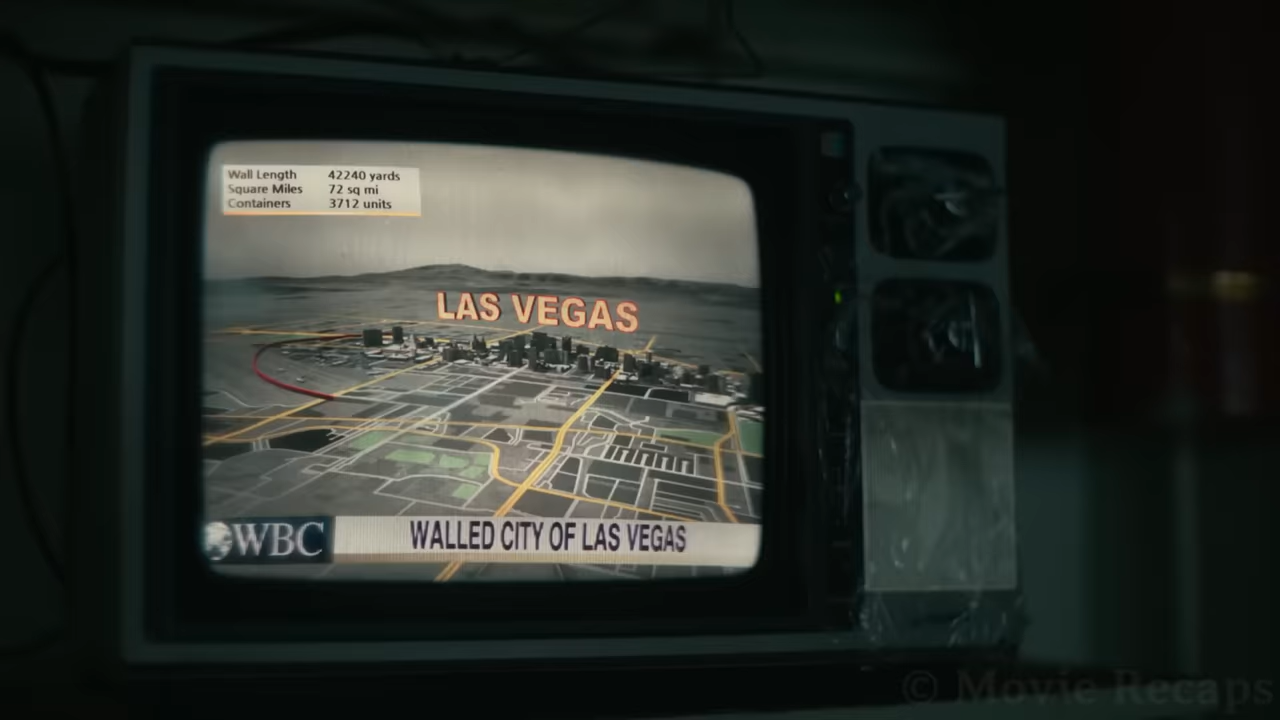 Wall Length 42240 yards
Square Miles 72 sq mi
Containers 3712 units
LAS VEGAS
WBC
WALLED CITY OF LAS VEGAS
© Movie Recaps